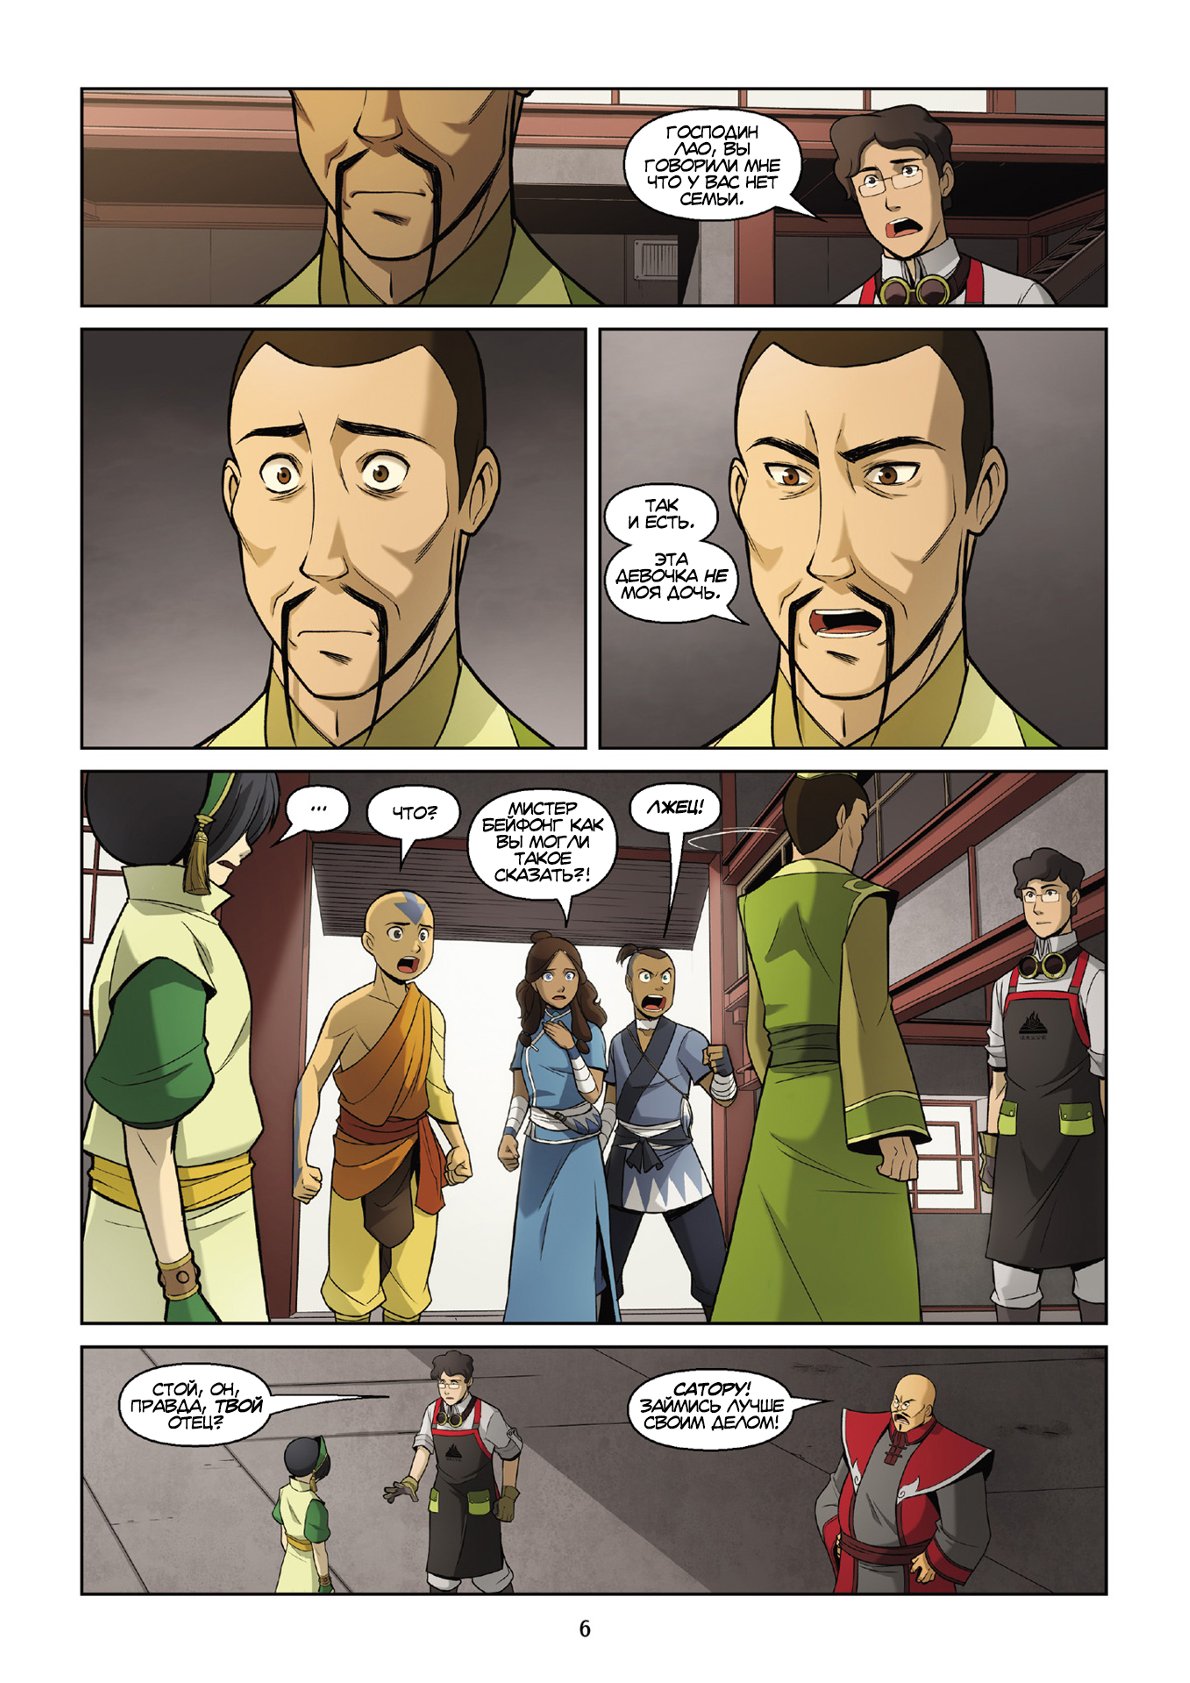 ГОСПОДИН
ЛАО, ВЫ
ГОВОРИЛИ МНЕ
ЧТО У ВАС НЕТ
СЕМЬИ.
ТАК
И ЕСТЬ.
ЭТА
ДЕВОЧКА НЕ
МОЯ ДОЧЬ.
...
ЧТО?
МИСТЕР
БЕЙФОНГ КАК
ВЫ МОГЛИ
ТАКОЕ
СКАЗАТЬ?!
ЛЖЕЦ!
СТОЙ, ОН,
ПРАВДА, ТВОЙ
ОТЕЦ?
САТОРУ!
ЗАЙМИСЬ ЛУЧШЕ
СВОИМ ДЕЛОМ!
6